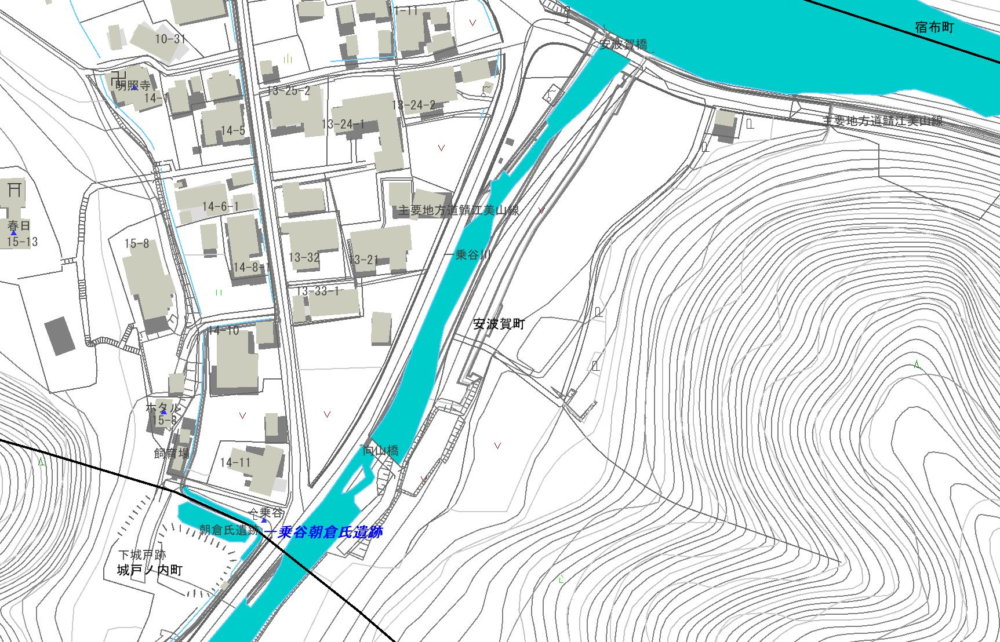 1-11
宿布町
10-31
安波賀橋
明照寺
14-1
13-25-2
13-24-2
14-5
13-24-1
主要地方道鯖江美山線
14-6-1
主要地方道鯖江美山線
春日
15-13
15-8
一乗谷川
13-32
13-21
14-8-1
13-33-1
安波賀町
14-10
ホタル
15-8
飼育場
向山橋
14-11
一乗谷
朝倉氏遺跡
一乗谷朝倉氏遺跡
下城戸跡
城戸ノ内町